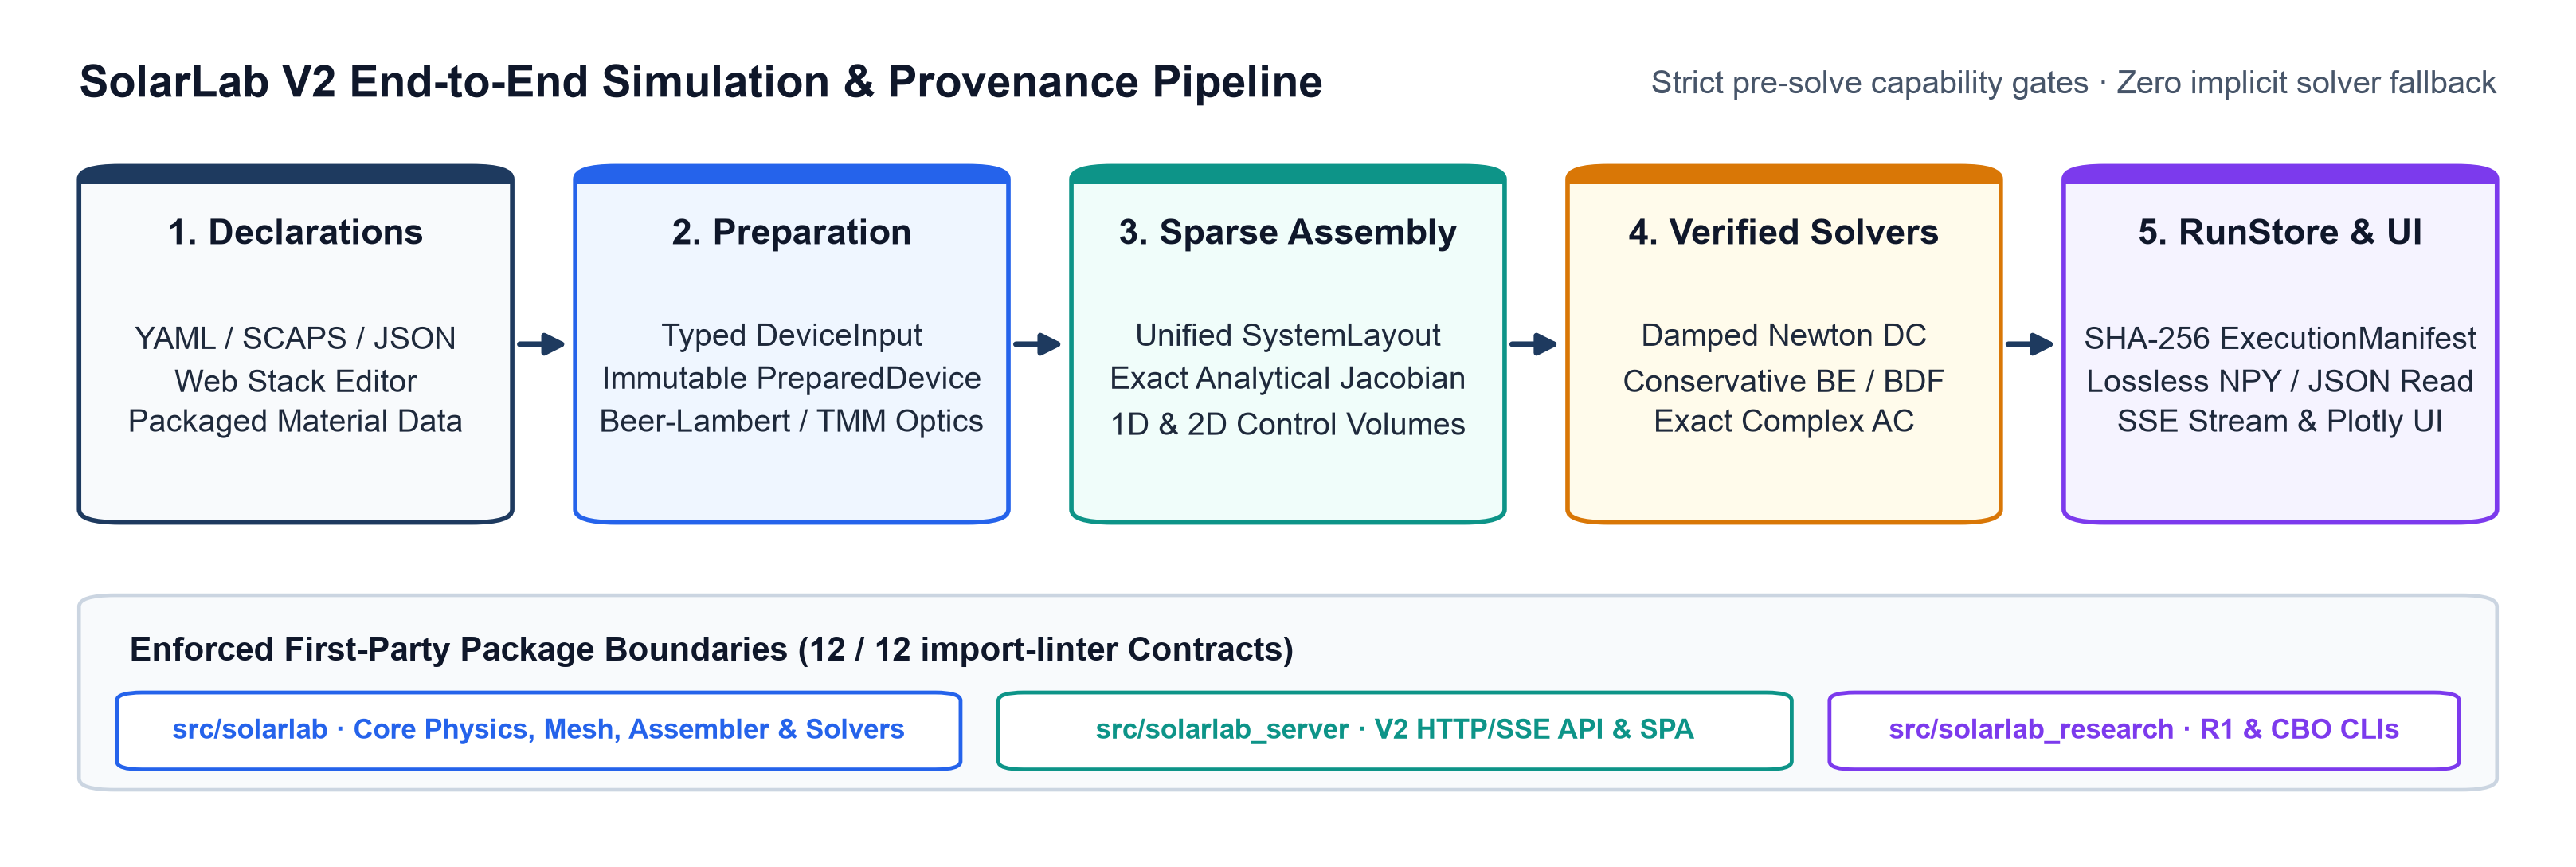 SolarLab V2 End-to-End Simulation & Provenance Pipeline
Strict pre-solve capability gates · Zero implicit solver fallback
1. Declarations
YAML / SCAPS / JSON
Web Stack Editor
Packaged Material Data
2. Preparation
Typed DeviceInput
Immutable PreparedDevice
Beer-Lambert / TMM Optics
3. Sparse Assembly
Unified SystemLayout
Exact Analytical Jacobian
1D & 2D Control Volumes
4. Verified Solvers
Damped Newton DC
Conservative BE / BDF
Exact Complex AC
5. RunStore & UI
SHA-256 ExecutionManifest
Lossless NPY / JSON Read
SSE Stream & Plotly UI
Enforced First-Party Package Boundaries (12 / 12 import-linter Contracts)
src/solarlab · Core Physics, Mesh, Assembler & Solvers
src/solarlab_server · V2 HTTP/SSE API & SPA
src/solarlab_research · R1 & CBO CLIs